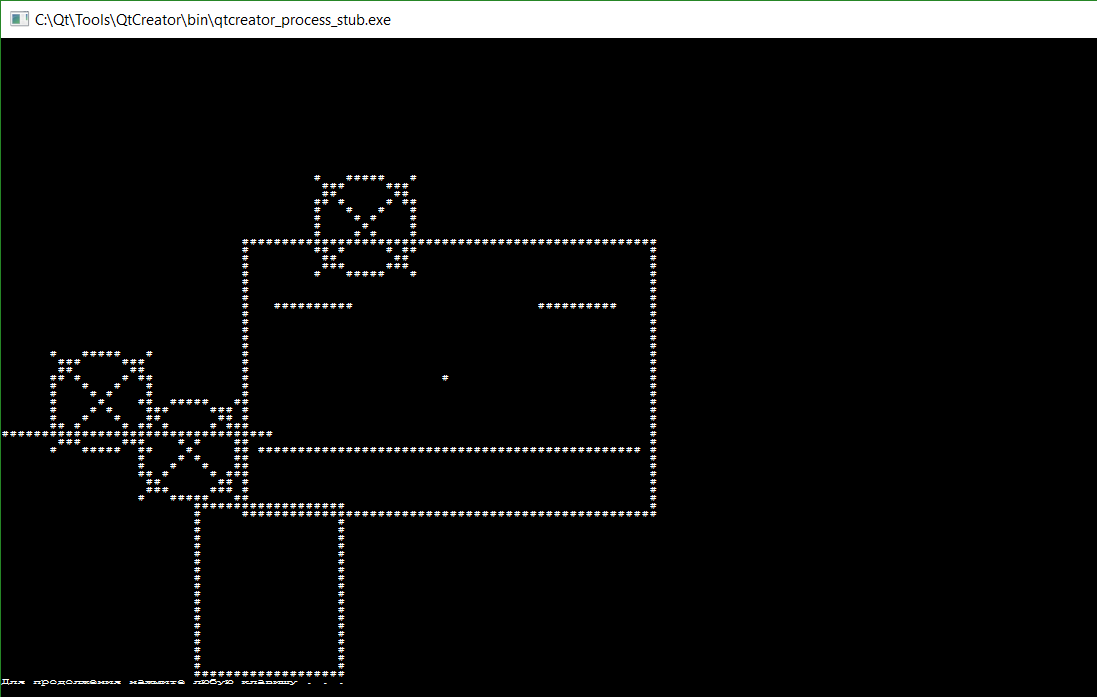 C:\Qt\Tools\QtCreator\bin\qtcreator_process_stub.exe
Для продолжения нажмите любую клавишу . . .